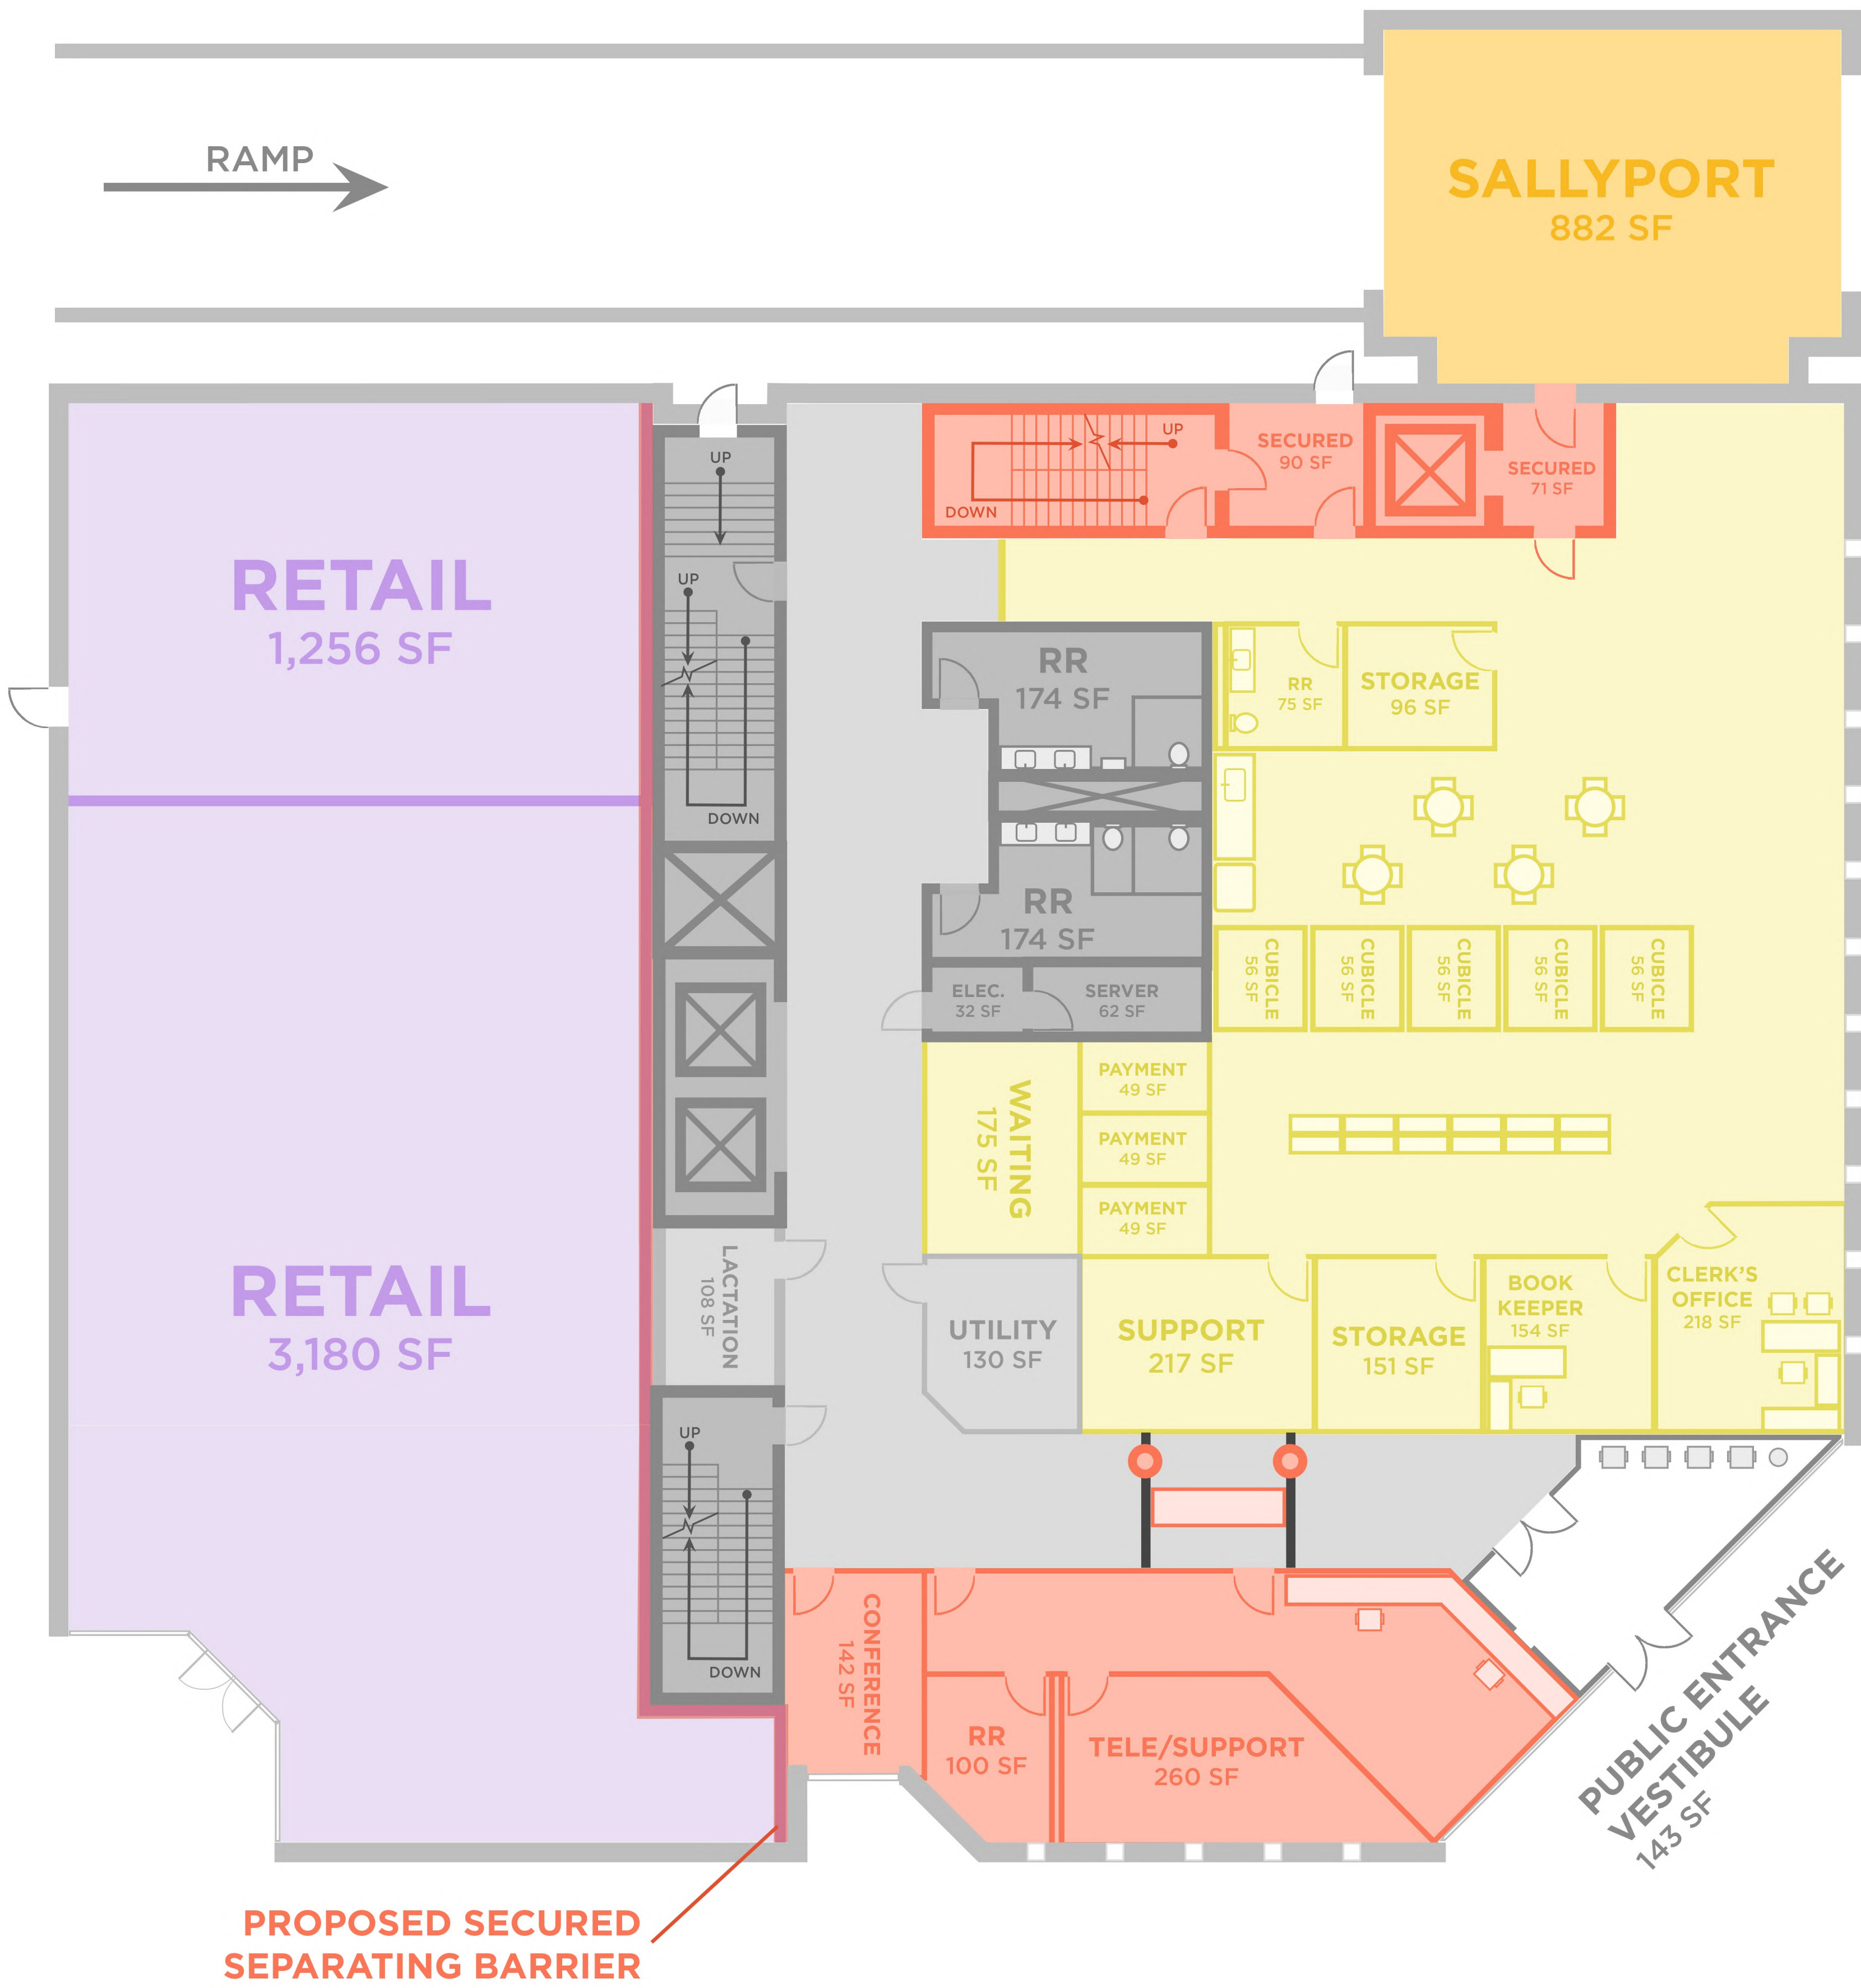 RAMP
SALLYPORT
882 SF
UP
UP
DOWN
UP
DOWN
SECURED
90 SF
SECURED
71 SF
RETAIL
1,256 SF
RR
174 SF
RR
75 SF
STORAGE
96 SF
RR
174 SF
ELEC.
32 SF
SERVER
62 SF
CUBICLE
56 SF
CUBICLE
56 SF
CUBICLE
56 SF
CUBICLE
56 SF
CUBICLE
56 SF
WAITING
175 SF
PAYMENT
49 SF
PAYMENT
49 SF
PAYMENT
49 SF
RETAIL
3,180 SF
LACTATION
108 SF
UTILITY
130 SF
SUPPORT
217 SF
STORAGE
151 SF
BOOK
KEEPER
154 SF
CLERK'S
OFFICE
218 SF
UP
DOWN
CONFERENCE
142 SF
RR
100 SF
TELE/SUPPORT
260 SF
PUBLIC ENTRANCE
VESTIBULE
143 SF
PROPOSED SECURED
SEPARATING BARRIER